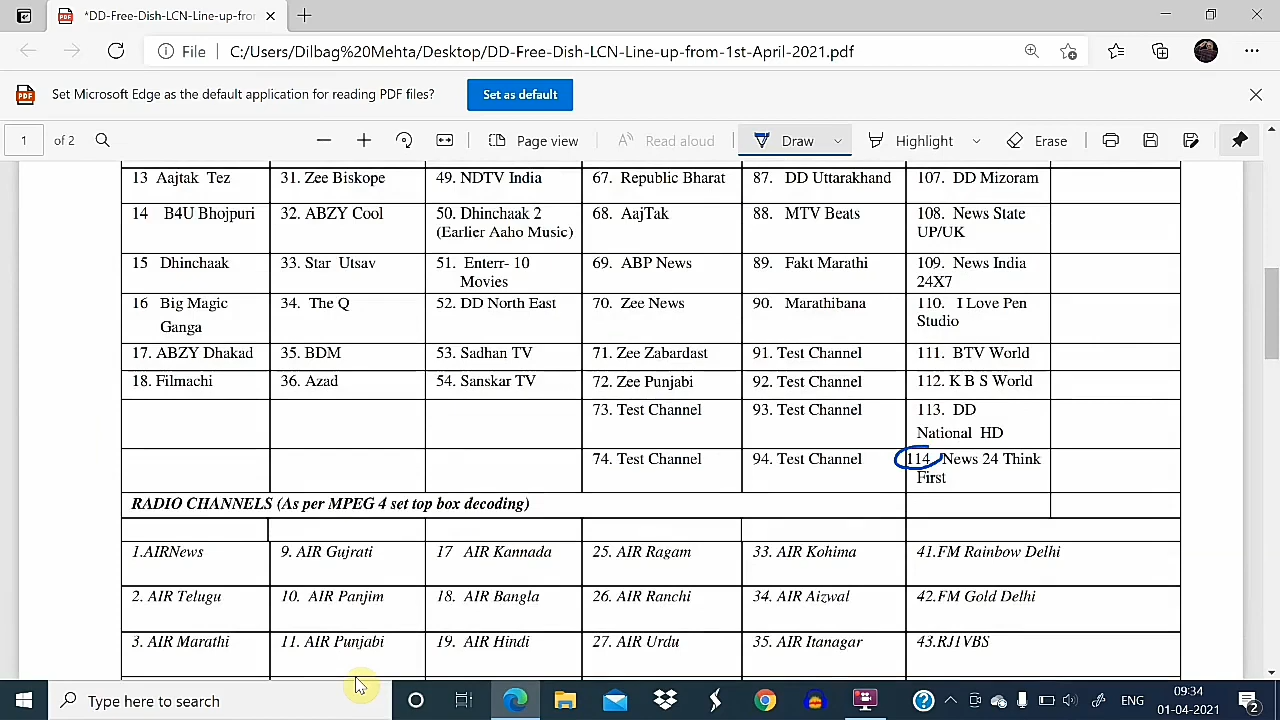 *DD-Free-Dish-LCN-Line-up-fror
File C:/Users/Dilbag%20Mehta/Desktop/DD-Free-Dish-LCN-Line-up-from-1st-April-2021.pdf
Set Microsoft Edge as the default application for reading PDF files? Set as default
1 of 2 Page view Read aloud Draw Highlight Erase
13 Aajtak Tez 31. Zee Biskope 49. NDTV India 67. Republic Bharat 87. DD Uttarakhand 107. DD Mizoram
14 B4U Bhojpuri 32. ABZY Cool 50. Dhinchaak 2 68. AajTak 88. MTV Beats 108. News State
(Earlier Aaho Music) UP/UK
15 Dhinchaak 33. Star Utsav 51. Enterr- 10 69. ABP News 89. Fakt Marathi 109. News India
Movies 24X7
16 Big Magic 34. The Q 52. DD North East 70. Zee News 90. Marathibana 110. I Love Pen
Ganga Studio
17. ABZY Dhakad 35. BDM 53. Sadhan TV 71. Zee Zabardast 91. Test Channel 111. BTV World
18. Filmachi 36. Azad 54. Sanskar TV 72. Zee Punjabi 92. Test Channel 112. K B S World
73. Test Channel 93. Test Channel 113. DD
National HD
74. Test Channel 94. Test Channel 114. News 24 Think
First
RADIO CHANNELS (As per MPEG 4 set top box decoding)
1.AIRNews 9. AIR Gujrati 17 AIR Kannada 25. AIR Ragam 33. AIR Kohima 41.FM Rainbow Delhi
2. AIR Telugu 10. AIR Panjim 18. AIR Bangla 26. AIR Ranchi 34. AIR Aizwal 42.FM Gold Delhi
3. AIR Marathi 11. AIR Punjabi 19. AIR Hindi 27. AIR Urdu 35. AIR Itanagar 43.RJ1VBS
Type here to search ENG 09:34
01-04-2021 2